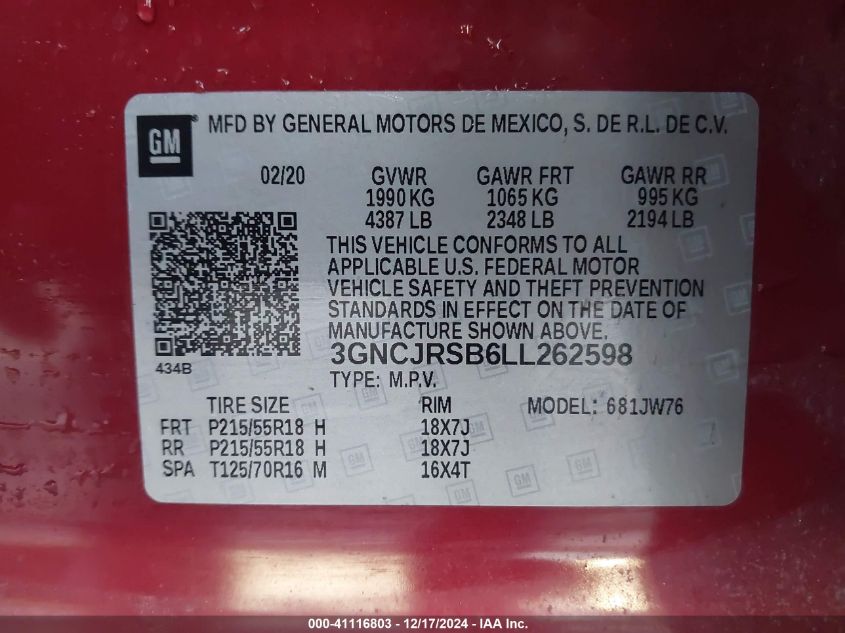 GM
MFD BY GENERAL MOTORS DE MEXICO, S. DE R.L. DE C.V.
02/20 GVWR GAWR FRT GAWR RR
1990 KG 1065 KG 995 KG
4387 LB 2348 LB 2194 LB
THIS VEHICLE CONFORMS TO ALL
APPLICABLE U.S. FEDERAL MOTOR
VEHICLE SAFETY AND THEFT PREVENTION
STANDARDS IN EFFECT ON THE DATE OF
MANUFACTURE SHOWN ABOVE.
434B
3GNCJRSB6LL262598
TYPE: M.P.V.
TIRE SIZE RIM MODEL: 681JW76
FRT P215/55R18 H 18X7J
RR P215/55R18 H 18X7J
SPA T125/70R16 M 16X4T
000-41116803 - 12/17/2024 - IAAI.com